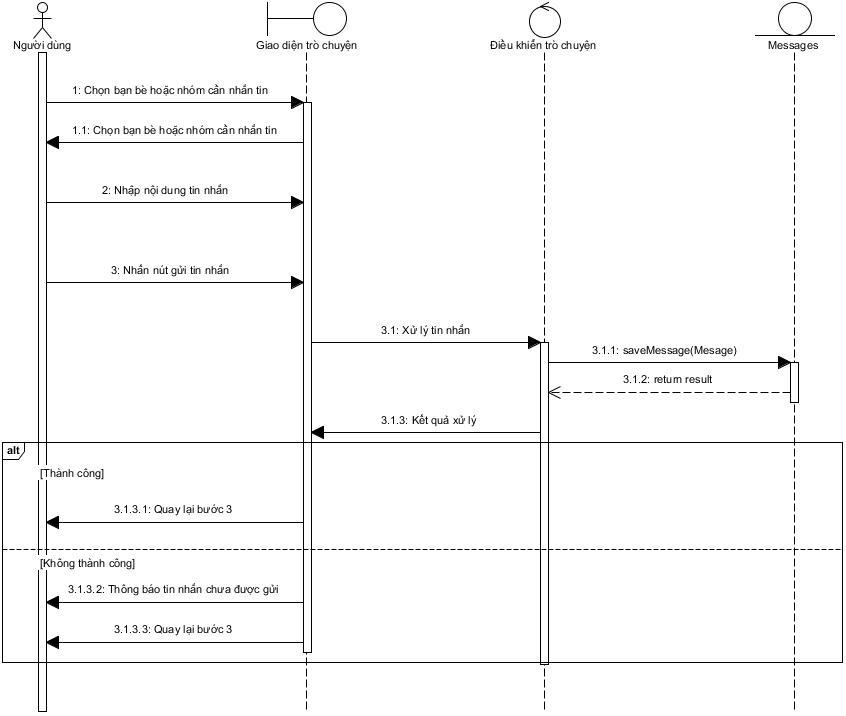 Người dùng
Giao diện trò chuyện
Điều khiển trò chuyện
Messages
1: Chọn bạn bè hoặc nhóm cần nhắn tin
1.1: Chọn bạn bè hoặc nhóm cần nhắn tin
2: Nhập nội dung tin nhắn
3: Nhấn nút gửi tin nhắn
3.1: Xử lý tin nhắn
3.1.1: saveMessage(Mesage)
3.1.2: return result
3.1.3: Kết quả xử lý
alt
[Thành công]
3.1.3.1: Quay lại bước 3
[Không thành công]
3.1.3.2: Thông báo tin nhắn chưa được gửi
3.1.3.3: Quay lại bước 3